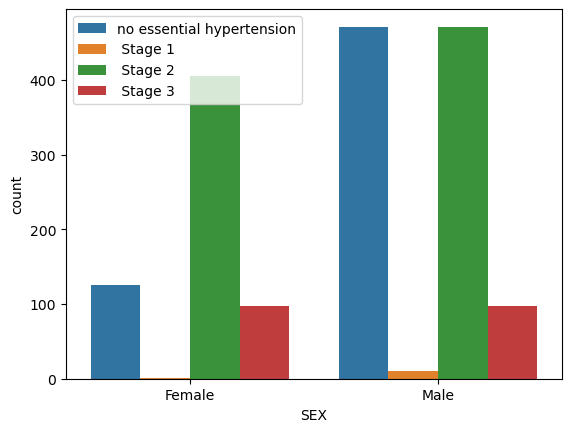 no essential hypertension
Stage 1
Stage 2
Stage 3
400
300
200
100
0
count
Female
Male
SEX